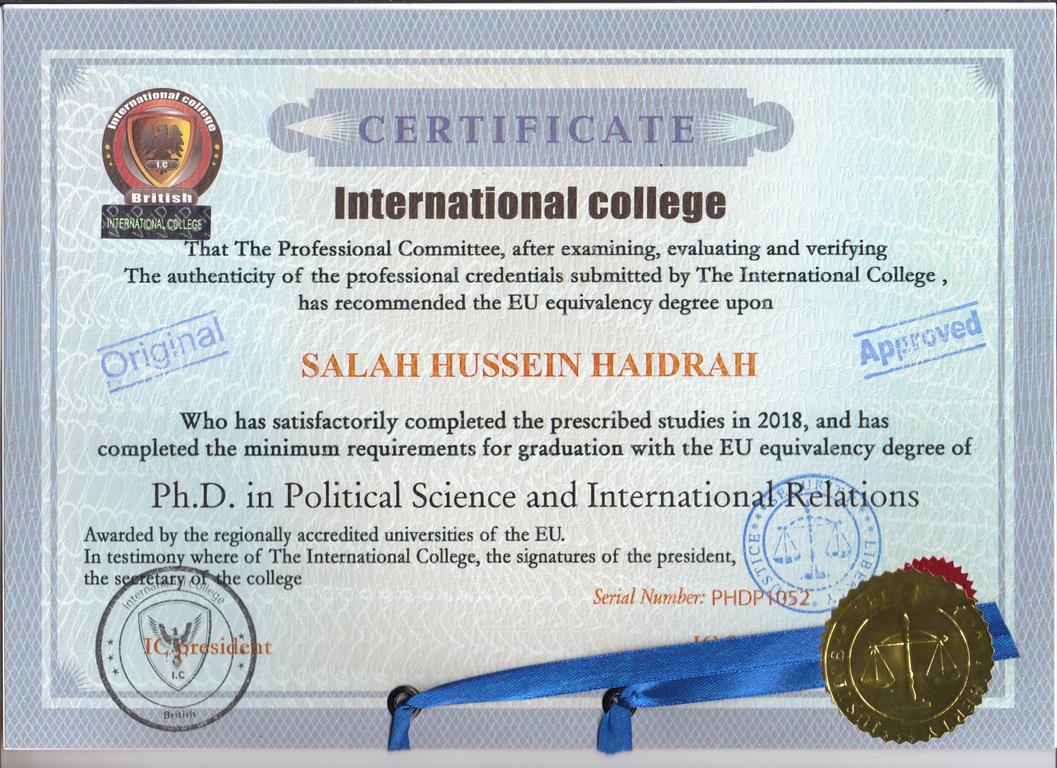 International college
I.C
British
INTERNATIONAL COLLEGE
CERTIFICATE
International college
That The Professional Committee, after examining, evaluating and verifying
The authenticity of the professional credentials submitted by The International College ,
has recommended the EU equivalency degree upon
Original
Approved
SALAH HUSSEIN HAIDRAH
Who has satisfactorily completed the prescribed studies in 2018, and has
completed the minimum requirements for graduation with the EU equivalency degree of
Ph.D. in Political Science and International Relations
Awarded by the regionally accredited universities of the EU.
In testimony where of The International College, the signatures of the president,
the secretary of the college
Serial Number: PHDP1052
IC president
International College
I.C
British
JUSTICE